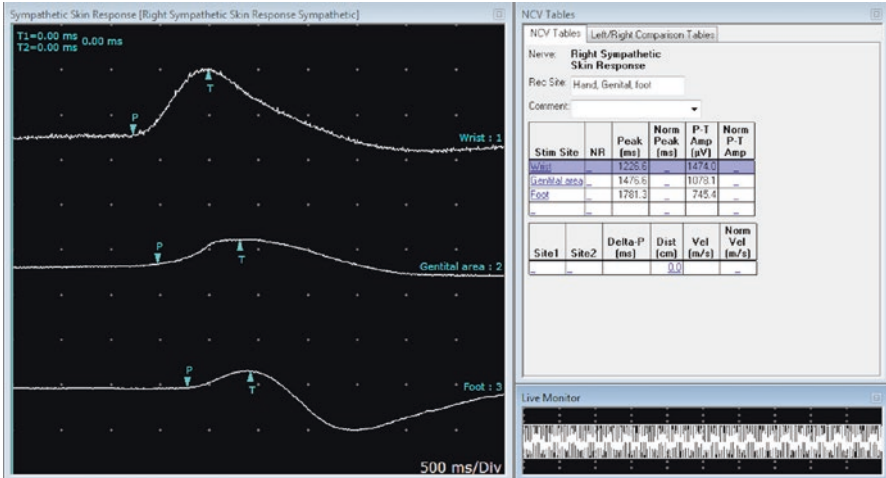 Sympathetic Skin Response [Right Sympathetic Skin Response Sympathetic]
T1=0.00 ms
T2=0.00 ms 0.00 ms
P
T
Wrist : 1
P
T
Gentital area : 2
P
T
Foot : 3
500 ms/Div
NCV Tables
NCV Tables Left/Right Comparison Tables
Nerve: Right Sympathetic
Skin Response
Rec Site: Hand, Genital, foot
Comment:
Stim Site NR Peak (ms) Norm Peak (ms) P-T Amp (µV) Norm P-T Amp
Wrist 1226.6 1474.0
Gentital area 1476.6 1078.1
Foot 1781.3 745.4
Site1 Site2 Delta-P (ms) Dist (cm) Vel (m/s) Norm Vel (m/s)
0.0
Live Monitor